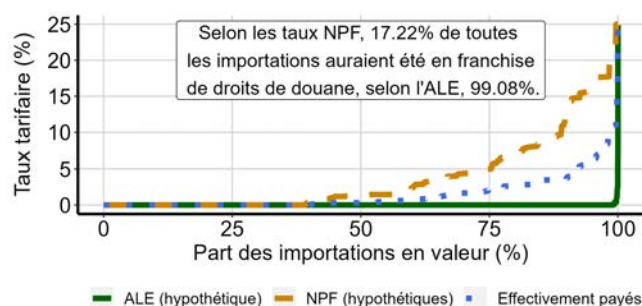 Taux tarifaire (%)
25
20
15
10
5
0
Selon les taux NPF, 17.22% de toutes
les importations auraient été en franchise
de droits de douane, selon l'ALE, 99.08%.
0 25 50 75 100
Part des importations en valeur (%)
ALE (hypothétique) NPF (hypothétiques) Effectivement payés